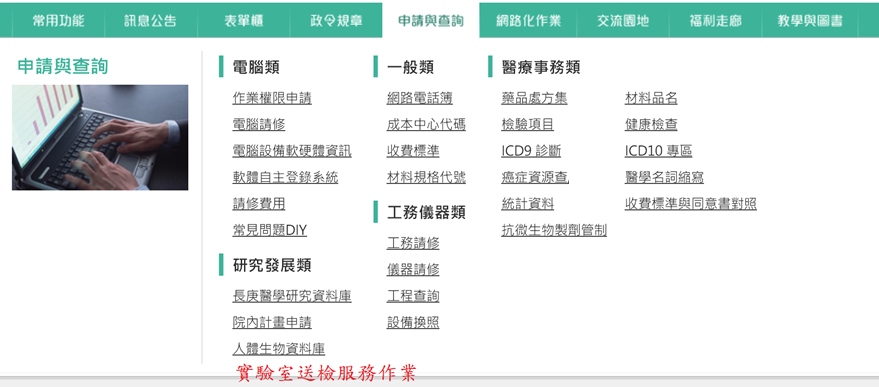 常用功能 訊息公告 表單櫃 政令規章 申請與查詢 網路化作業 交流園地 福利走廊 教學與圖書
申請與查詢
電腦類
作業權限申請
電腦請修
電腦設備軟硬體資訊
軟體自主登錄系統
請修費用
常見問題DIY
研究發展類
長庚醫學研究資料庫
院內計畫申請
人體生物資料庫
實驗室送檢服務作業
一般類
網路電話簿
成本中心代碼
收費標準
材料規格代號
工務儀器類
工務請修
儀器請修
工程查詢
設備換照
醫療事務類
藥品處方集
檢驗項目
ICD9 診斷
癌症資源查
統計資料
抗微生物製劑管制
材料品名
健康檢查
ICD10 專區
醫學名詞縮寫
收費標準與同意書對照